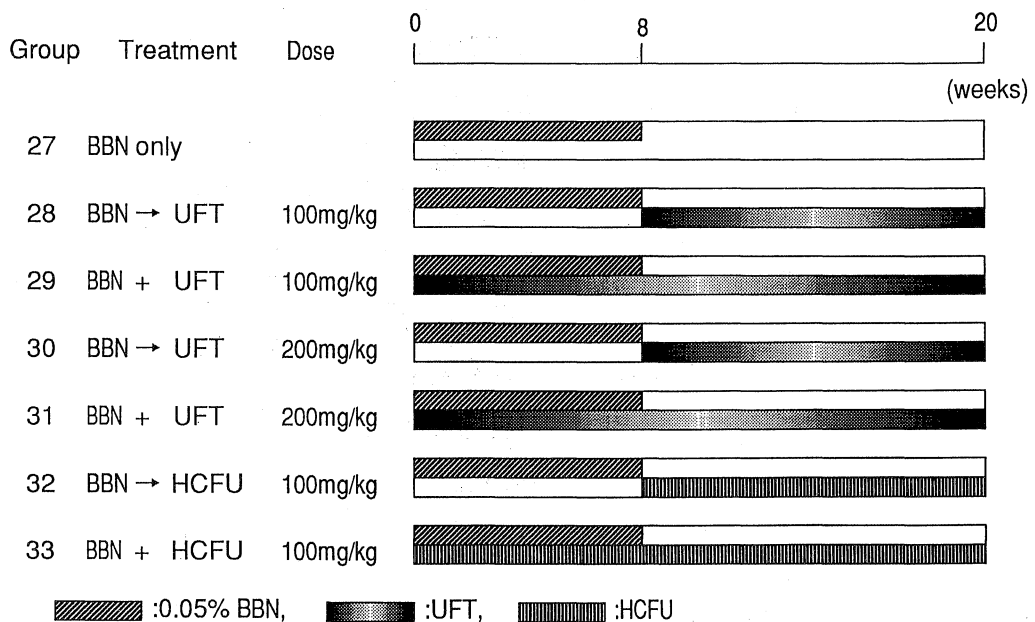 0 8 20
Group Treatment Dose
(weeks)
27 BBN only
28 BBN → UFT 100mg/kg
29 BBN + UFT 100mg/kg
30 BBN → UFT 200mg/kg
31 BBN + UFT 200mg/kg
32 BBN → HCFU 100mg/kg
33 BBN + HCFU 100mg/kg
:0.05% BBN, :UFT, :HCFU